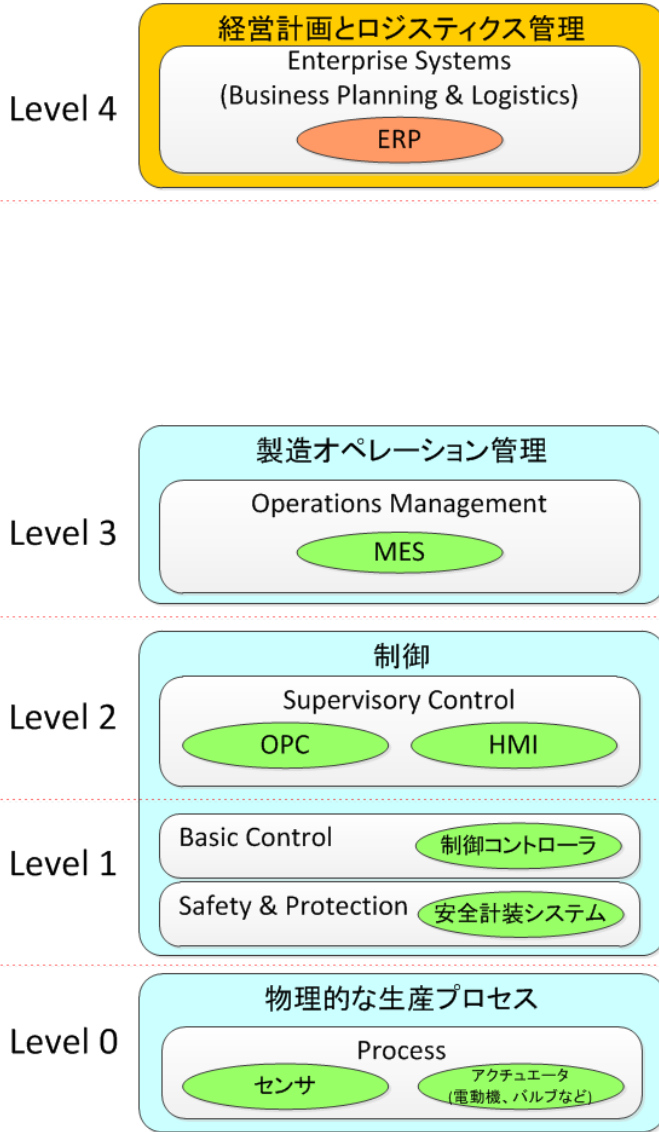 経営計画とロジスティクス管理
Enterprise Systems
(Business Planning & Logistics)
Level 4
ERP
製造オペレーション管理
Operations Management
Level 3
MES
制御
Supervisory Control
Level 2
OPC HMI
Basic Control 制御コントローラ
Level 1
Safety & Protection 安全計装システム
物理的な生産プロセス
Level 0
Process
センサ
アクチュエータ
(電動機、バルブなど)